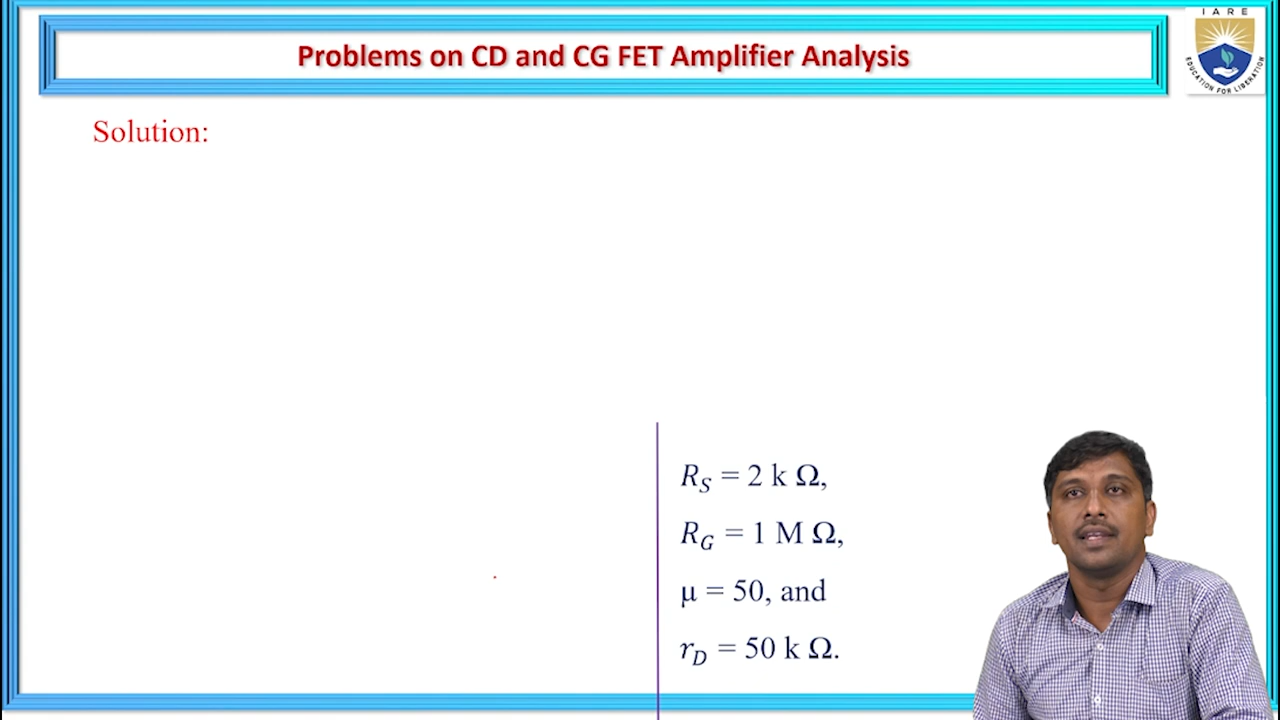 IARE
Problems on CD and CG FET Amplifier Analysis
EDUCATION FOR LIBERATION
Solution:
R_S = 2 k Ω,
R_G = 1 M Ω,
μ = 50, and
r_D = 50 k Ω.